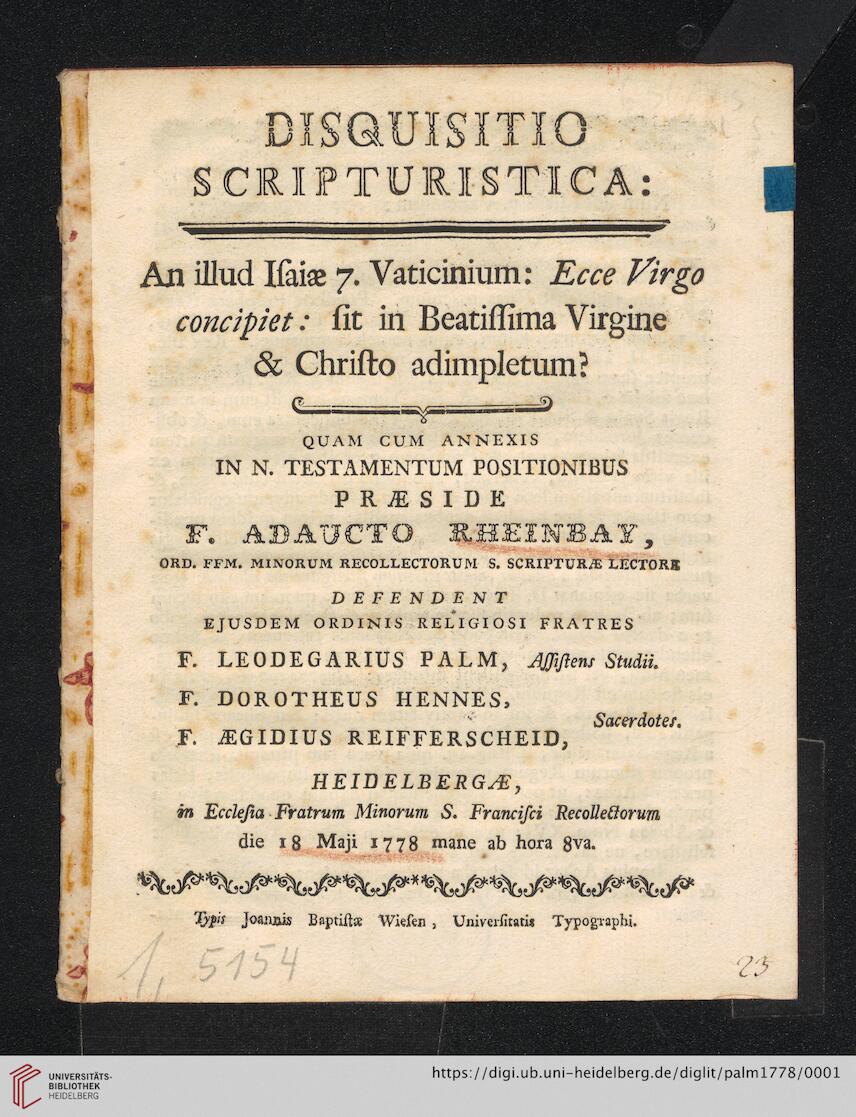 DISQUISITIO
SCRIPTURISTICA:
An illud Iſaiæ 7. Vaticinium: Ecce Virgo
concipiet: ſit in Beatiſſima Virgine
& Chriſto adimpletum?
QUAM CUM ANNEXIS
IN N. TESTAMENTUM POSITIONIBUS
PRÆSIDE
F. ADAUCTO RHEINBAY,
ORD. FFM. MINORUM RECOLLECTORUM S. SCRIPTURÆ LECTORE
DEFENDENT
EJUSDEM ORDINIS RELIGIOSI FRATRES
F. LEODEGARIUS PALM, Aſſiſtens Studii.
F. DOROTHEUS HENNES,
Sacerdotes.
F. ÆGIDIUS REIFFERSCHEID,
HEIDELBERGÆ,
in Eccleſia Fratrum Minorum S. Franciſci Recollectorum
die 18 Maji 1778 mane ab hora 8va.
Typis Joannis Baptiſtæ Wieſen, Univerſitatis Typographi.
1, 5154
23
UNIVERSITÄTS-
BIBLIOTHEK
HEIDELBERG
https://digi.ub.uni-heidelberg.de/diglit/palm1778/0001